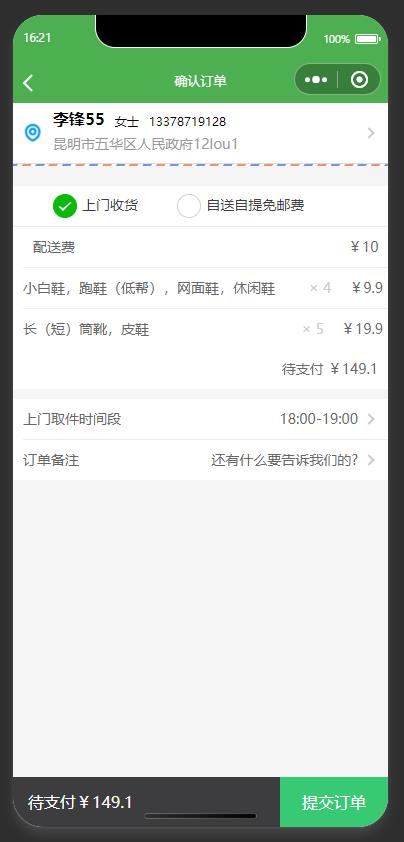 16:21
100%
确认订单
李锋55 女士 13378719128
昆明市五华区人民政府12lou1
上门收货 自送自提免邮费
配送费 ￥10
小白鞋，跑鞋（低帮），网面鞋，休闲鞋 × 4 ￥9.9
长（短）筒靴，皮鞋 × 5 ￥19.9
待支付 ￥149.1
上门取件时间段 18:00-19:00
订单备注 还有什么要告诉我们的?
待支付￥149.1 提交订单